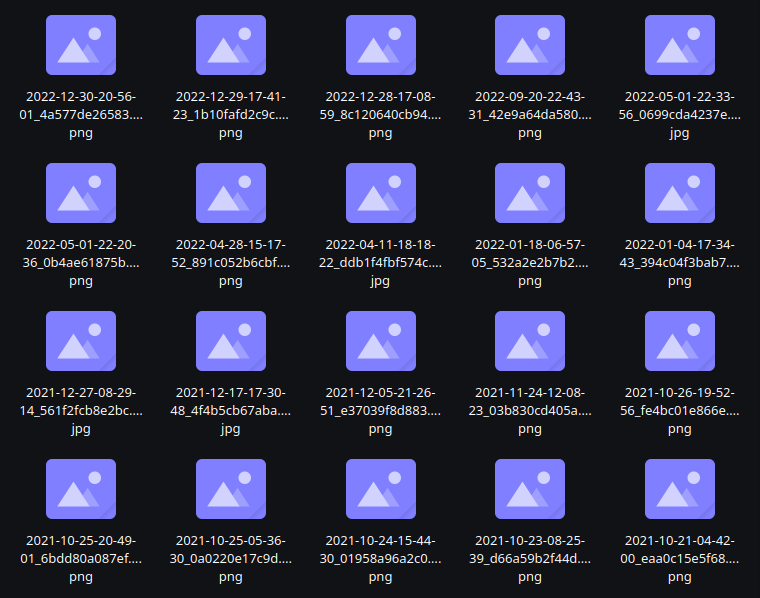 2022-12-30-20-56-
01_4a577de26583....
png
2022-12-29-17-41-
23_1b10fafd2c9c....
png
2022-12-28-17-08-
59_8c120640cb94....
png
2022-09-20-22-43-
31_42e9a64da580....
png
2022-05-01-22-33-
56_0699cda4237e....
jpg
2022-05-01-22-20-
36_0b4ae61875b....
png
2022-04-28-15-17-
52_891c052b6cbf....
png
2022-04-11-18-18-
22_ddb1f4fbf574c....
jpg
2022-01-18-06-57-
05_532a2e2b7b2....
png
2022-01-04-17-34-
43_394c04f3bab7....
png
2021-12-27-08-29-
14_561f2fcb8e2bc....
jpg
2021-12-17-17-30-
48_4f4b5cb67aba....
jpg
2021-12-05-21-26-
51_e37039f8d883....
png
2021-11-24-12-08-
23_03b830cd405a....
png
2021-10-26-19-52-
56_fe4bc01e866e....
png
2021-10-25-20-49-
01_6bdd80a087ef....
png
2021-10-25-05-36-
30_0a0220e17c9d....
png
2021-10-24-15-44-
30_01958a96a2c0....
png
2021-10-23-08-25-
39_d66a59b2f44d....
png
2021-10-21-04-42-
00_eaa0c15e5f68....
png